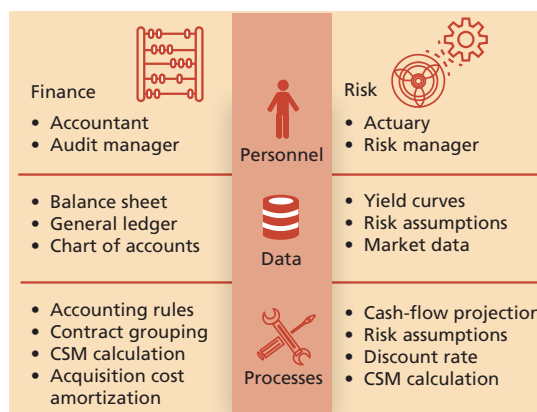 Finance
• Accountant
• Audit manager
Personnel
Risk
• Actuary
• Risk manager
• Balance sheet
• General ledger
• Chart of accounts
Data
• Yield curves
• Risk assumptions
• Market data
• Accounting rules
• Contract grouping
• CSM calculation
• Acquisition cost
amortization
Processes
• Cash-flow projection
• Risk assumptions
• Discount rate
• CSM calculation